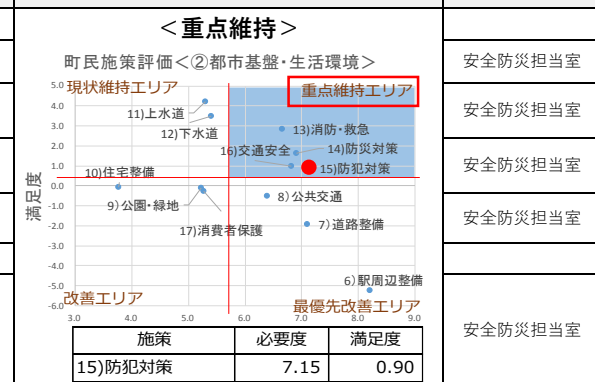 ＜重点維持＞
町民施策評価＜②都市基盤・生活環境＞
安全防災担当室
5.0
現状維持エリア
重点維持エリア
4.0
11)上水道
安全防災担当室
3.0
12)下水道
13)消防・救急
2.0
16)交通安全
14)防災対策
1.0
15)防犯対策
安全防災担当室
10)住宅整備
0.0
満足度
-1.0
9)公園・緑地
8)公共交通
-2.0
17)消費者保護
7)道路整備
安全防災担当室
-3.0
-4.0
-5.0
6)駅周辺整備
-6.0
改善エリア
最優先改善エリア
3.0 4.0 5.0 6.0 7.0 8.0 9.0
安全防災担当室
施策 必要度 満足度
15)防犯対策 7.15 0.90